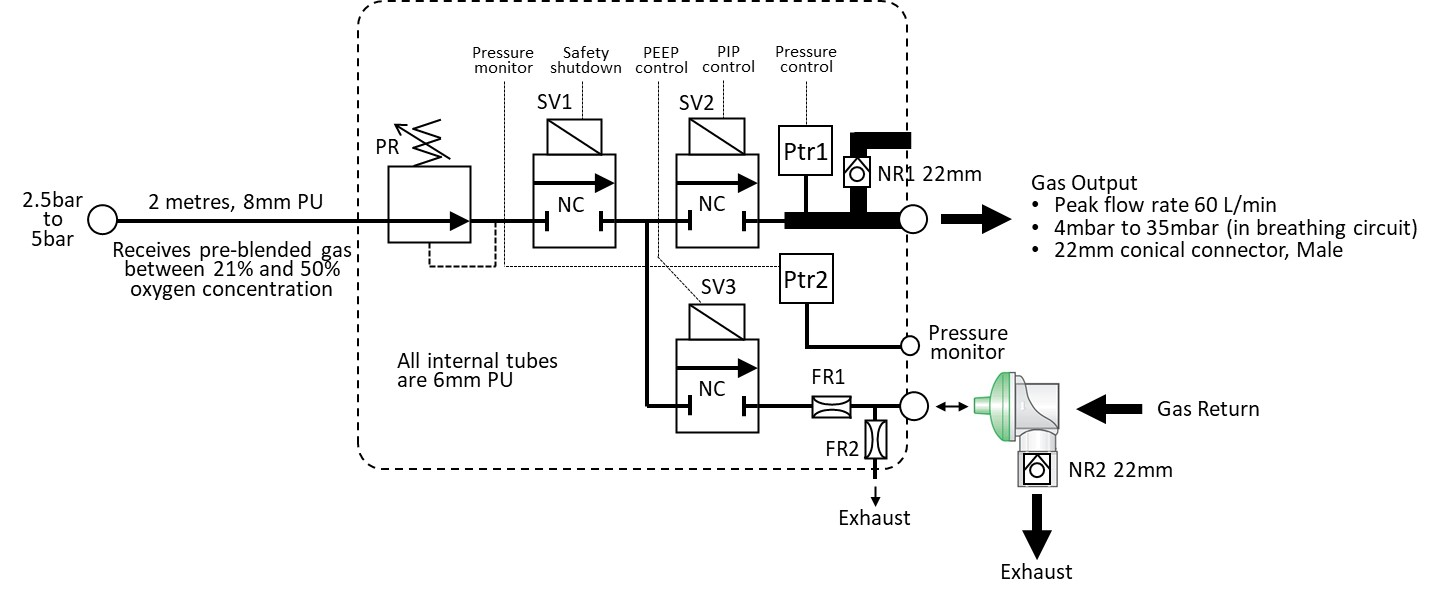 Pressure
monitor
Safety
shutdown
PEEP
control
PIP
control
Pressure
control
SV1
SV2
PR
Ptr1
NR1 22mm
2.5bar
to
5bar
2 metres, 8mm PU
NC
NC
Receives pre-blended gas
between 21% and 50%
oxygen concentration
Gas Output
• Peak flow rate 60 L/min
• 4mbar to 35mbar (in breathing circuit)
• 22mm conical connector, Male
Ptr2
SV3
Pressure
monitor
All internal tubes
are 6mm PU
NC
FR1
Gas Return
FR2
NR2 22mm
Exhaust
Exhaust